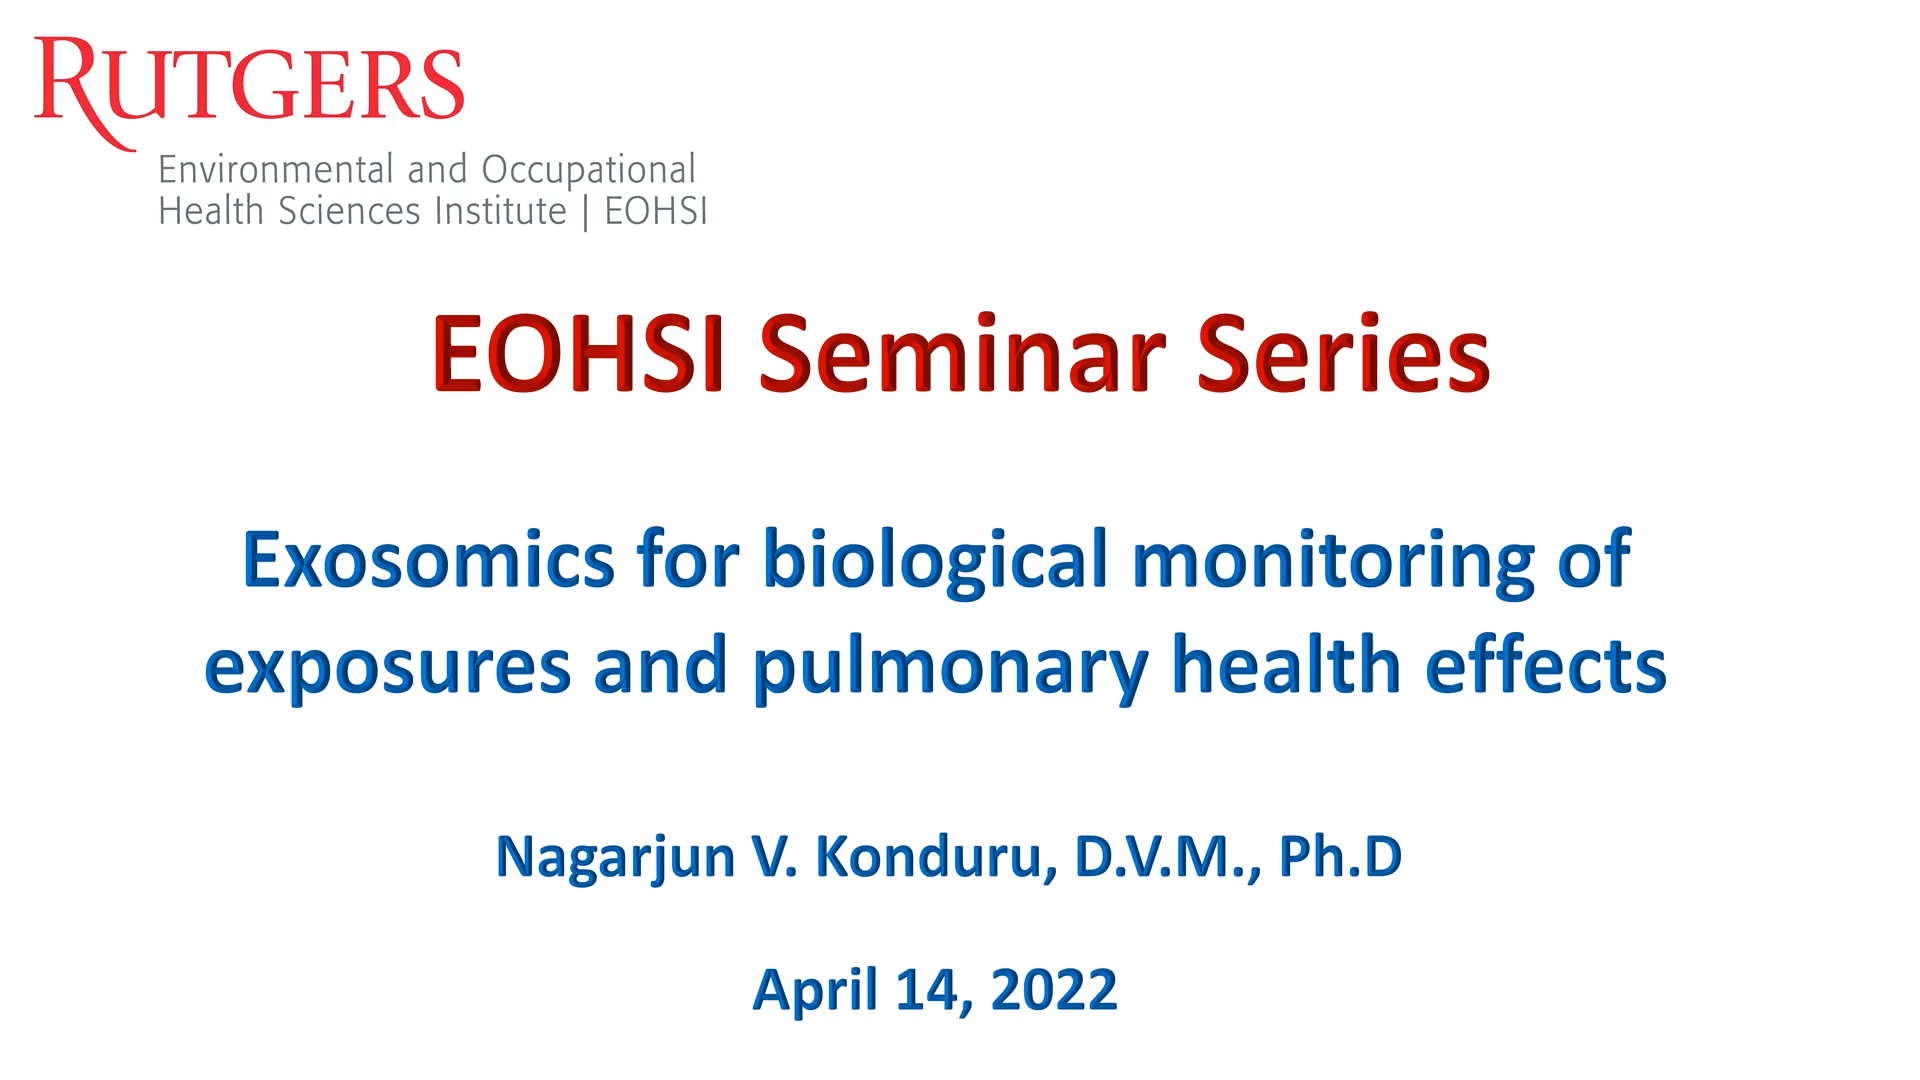 RUTGERS
Environmental and Occupational
Health Sciences Institute | EOHSI
EOHSI Seminar Series
Exosomics for biological monitoring of
exposures and pulmonary health effects
Nagarjun V. Konduru, D.V.M., Ph.D
April 14, 2022